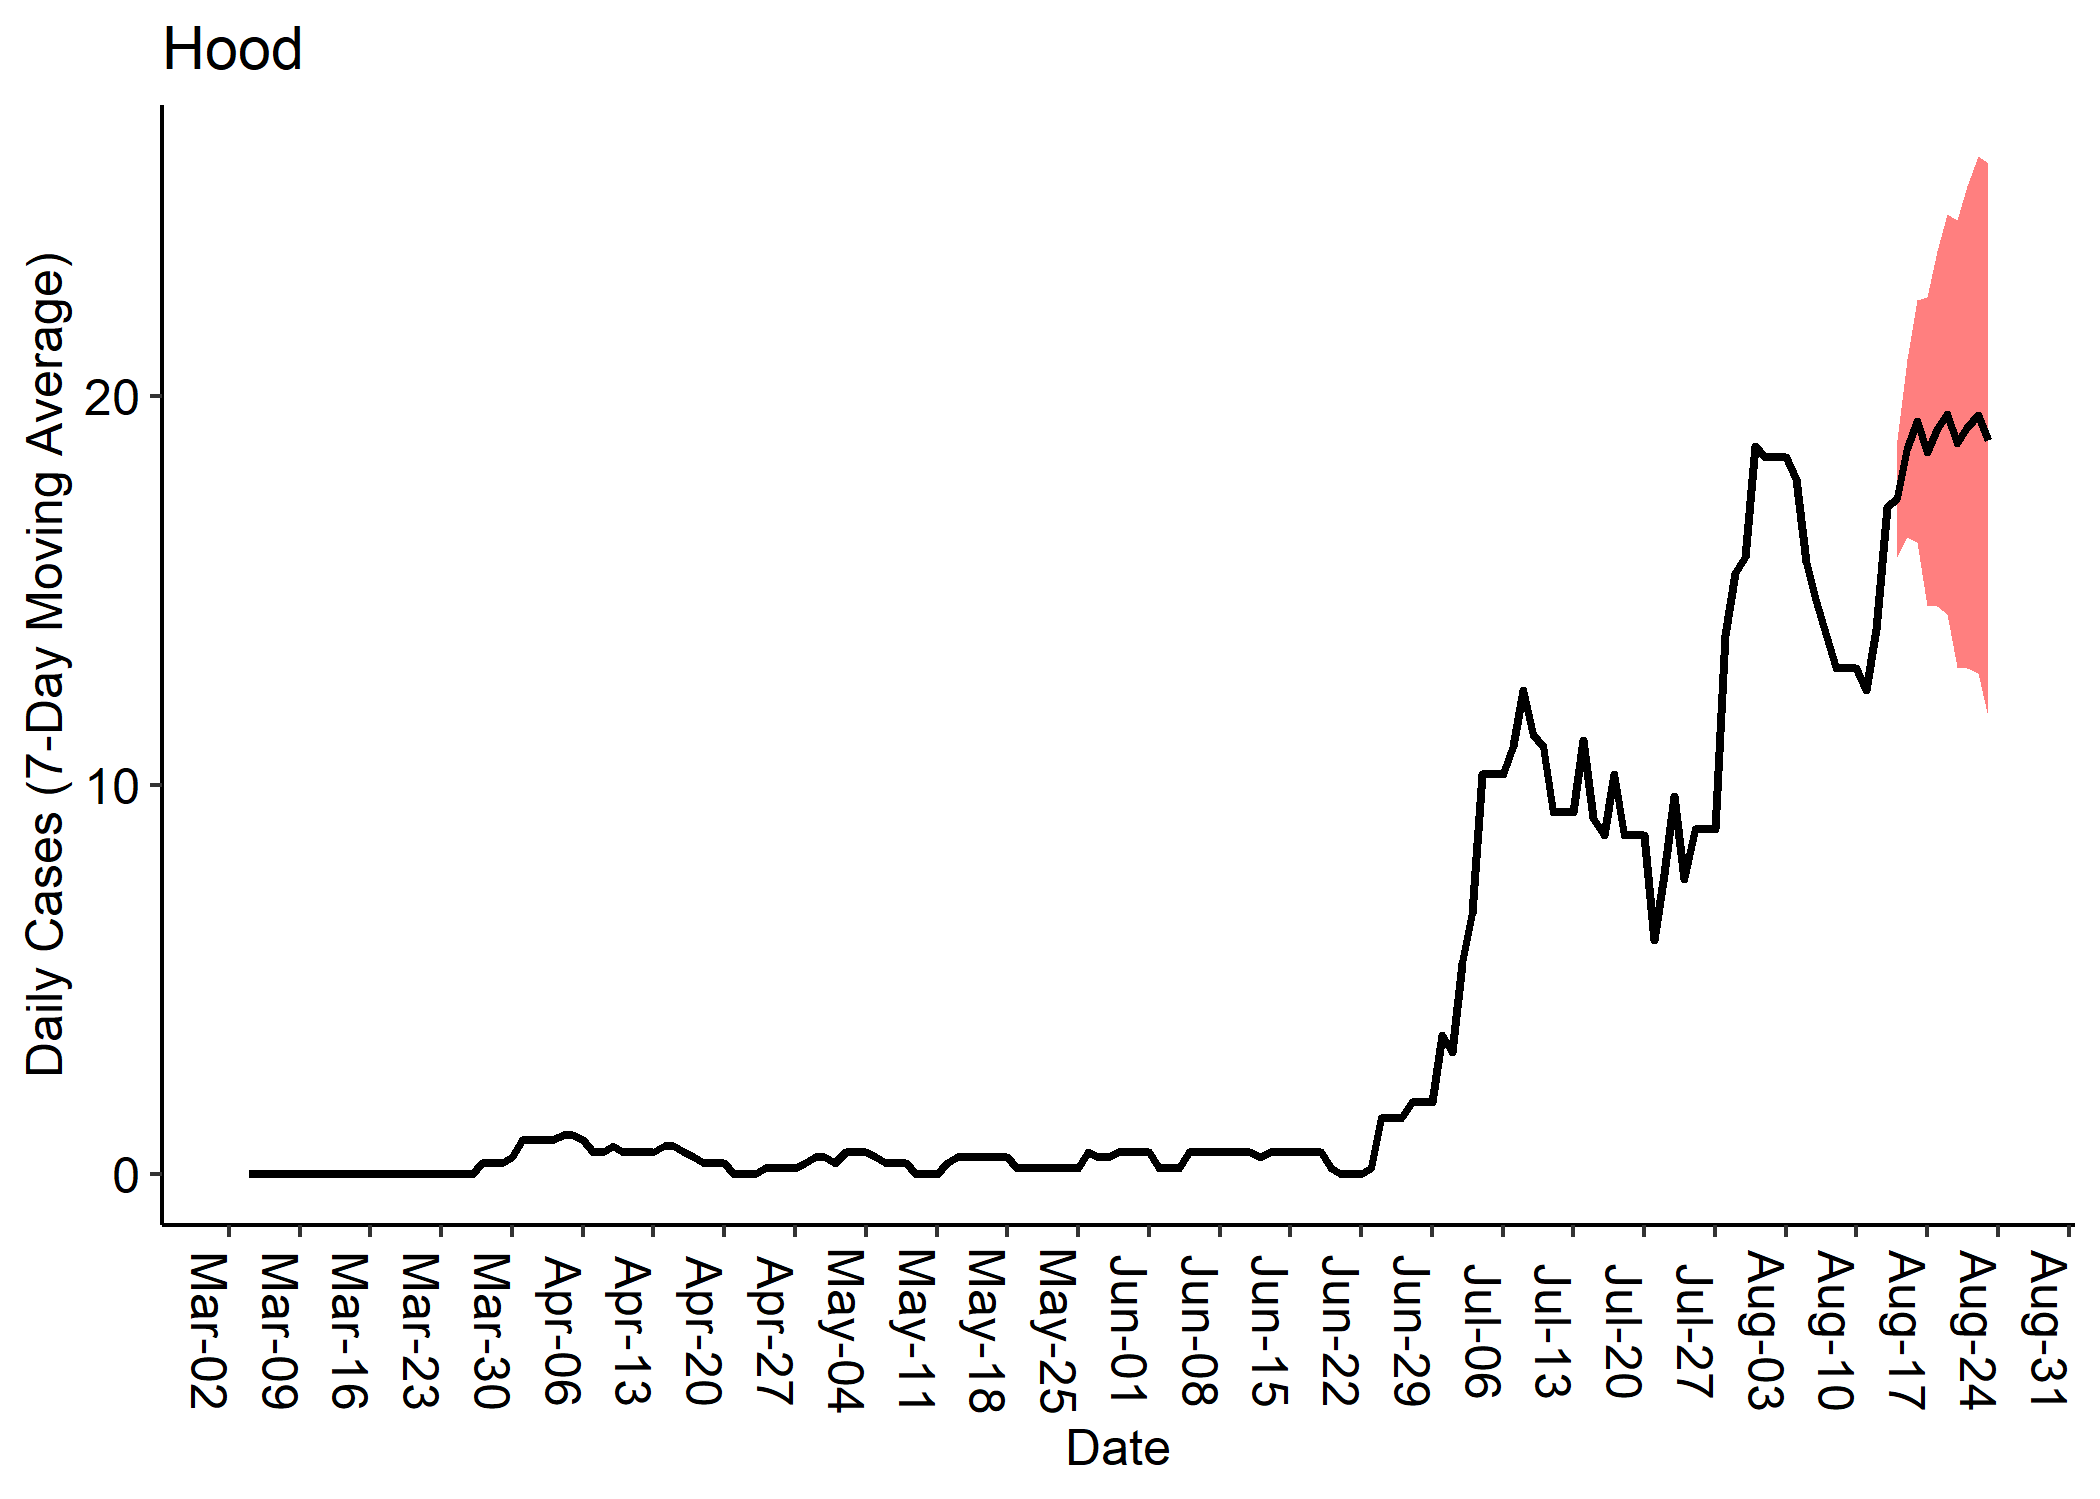 Hood
Daily Cases (7-Day Moving Average)
20
10
0
Mar-02
Mar-09
Mar-16
Mar-23
Mar-30
Apr-06
Apr-13
Apr-20
Apr-27
May-04
May-11
May-18
May-25
Jun-01
Jun-08
Jun-15
Jun-22
Jun-29
Jul-06
Jul-13
Jul-20
Jul-27
Aug-03
Aug-10
Aug-17
Aug-24
Aug-31
Date